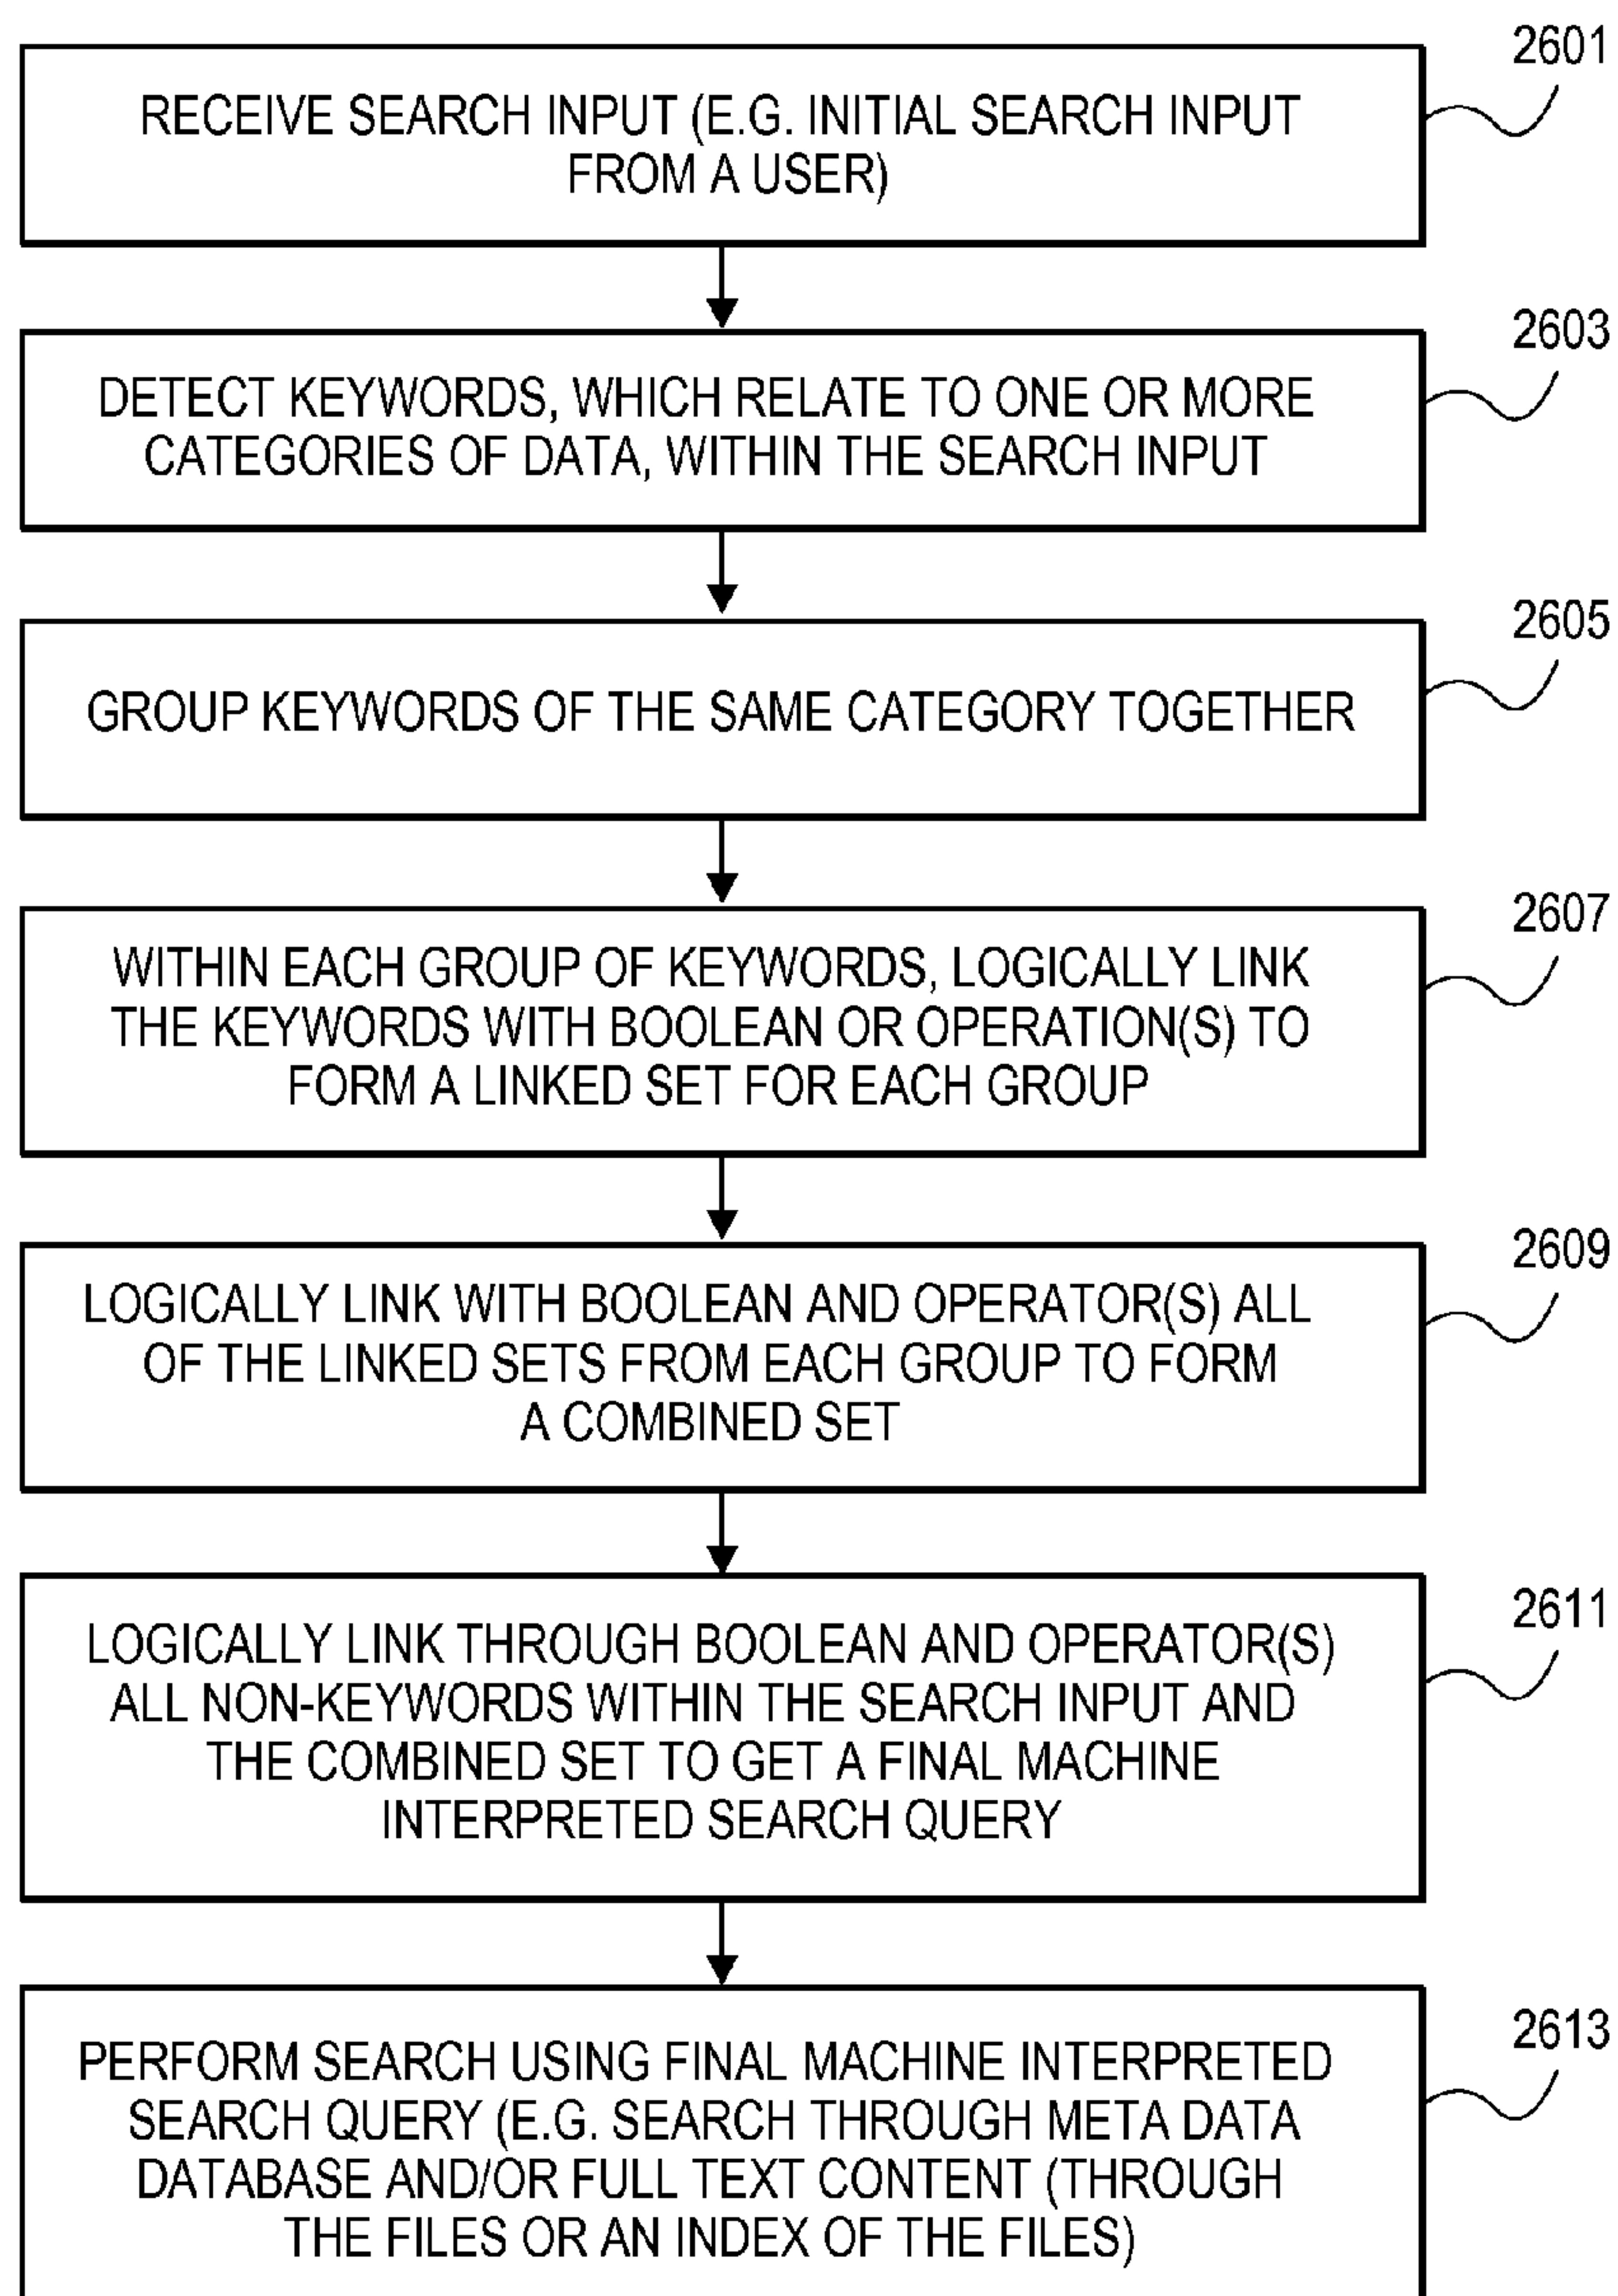 2601
RECEIVE SEARCH INPUT (E.G. INITIAL SEARCH INPUT
FROM A USER)
2603
DETECT KEYWORDS, WHICH RELATE TO ONE OR MORE
CATEGORIES OF DATA, WITHIN THE SEARCH INPUT
2605
GROUP KEYWORDS OF THE SAME CATEGORY TOGETHER
2607
WITHIN EACH GROUP OF KEYWORDS, LOGICALLY LINK
THE KEYWORDS WITH BOOLEAN OR OPERATION(S) TO
FORM A LINKED SET FOR EACH GROUP
2609
LOGICALLY LINK WITH BOOLEAN AND OPERATOR(S) ALL
OF THE LINKED SETS FROM EACH GROUP TO FORM
A COMBINED SET
2611
LOGICALLY LINK THROUGH BOOLEAN AND OPERATOR(S)
ALL NON-KEYWORDS WITHIN THE SEARCH INPUT AND
THE COMBINED SET TO GET A FINAL MACHINE
INTERPRETED SEARCH QUERY
2613
PERFORM SEARCH USING FINAL MACHINE INTERPRETED
SEARCH QUERY (E.G. SEARCH THROUGH META DATA
DATABASE AND/OR FULL TEXT CONTENT (THROUGH
THE FILES OR AN INDEX OF THE FILES)